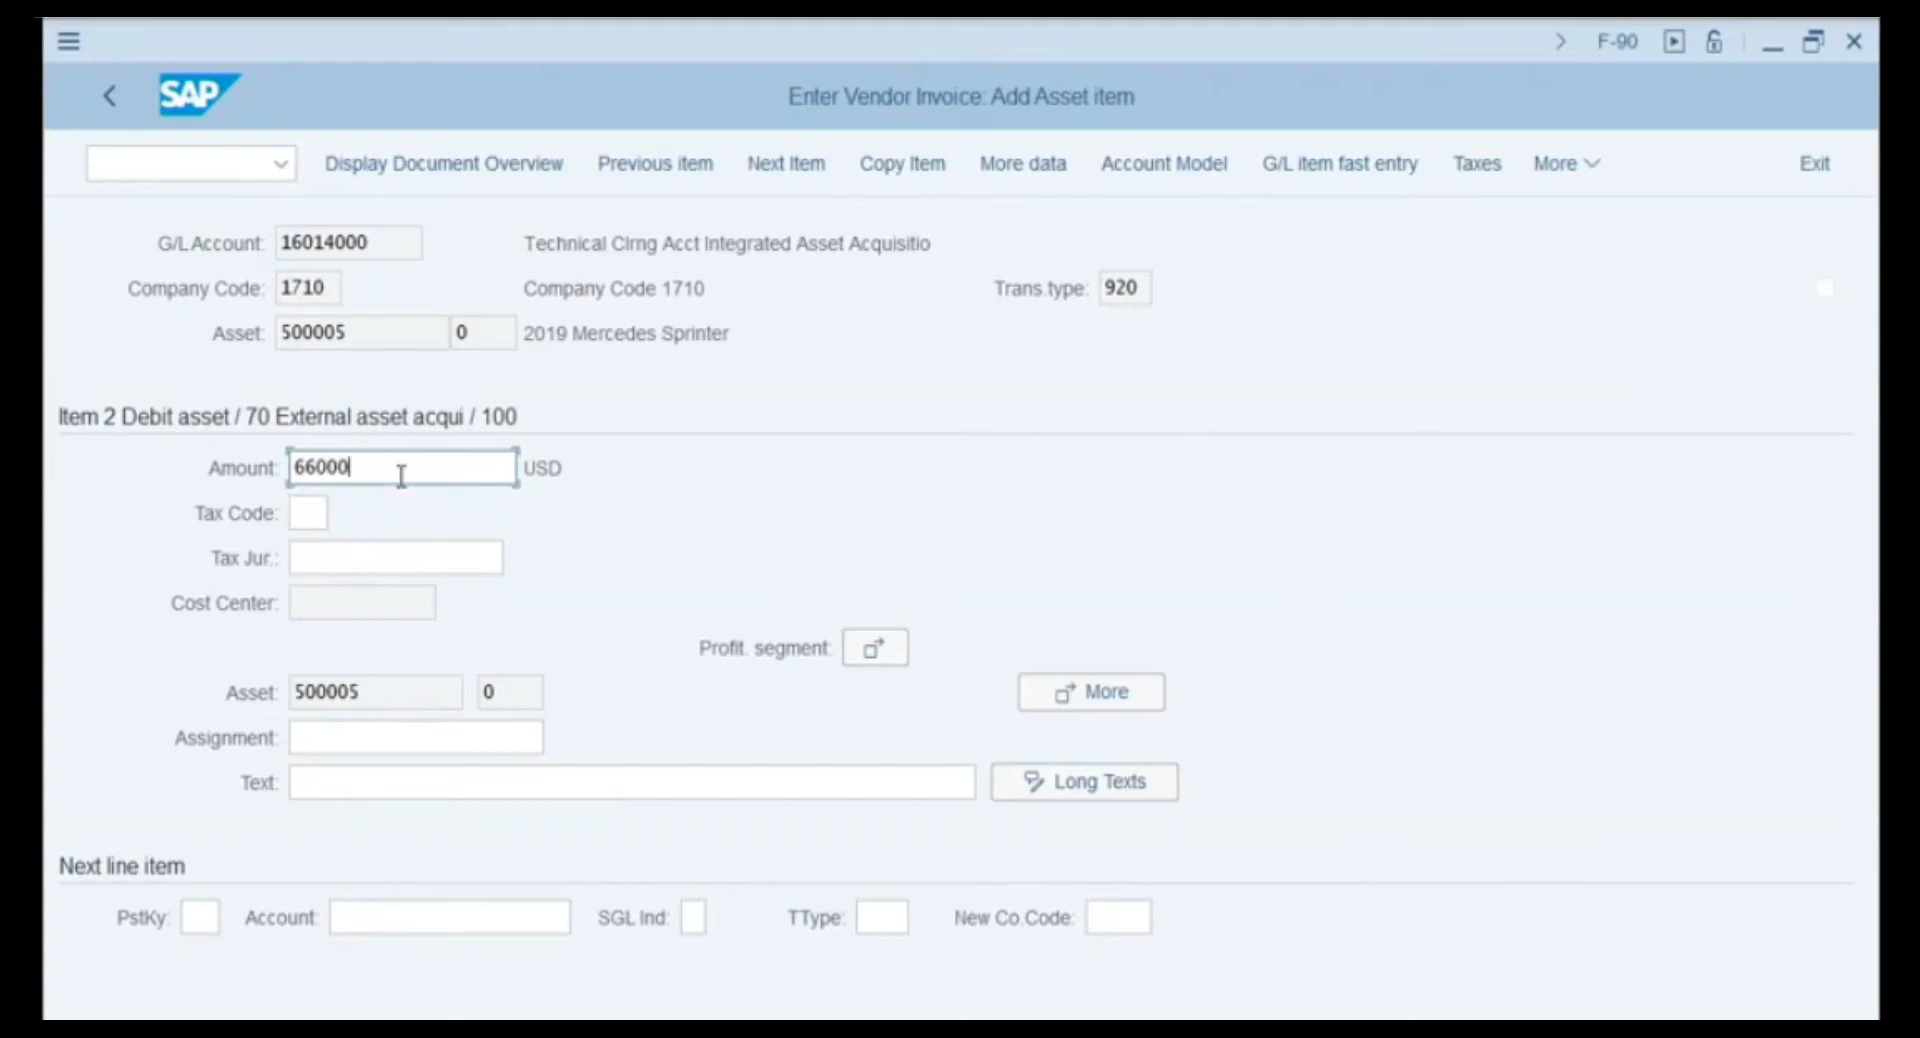 F-90
SAP
Enter Vendor Invoice: Add Asset item
Display Document Overview Previous item Next Item Copy Item More data Account Model G/L item fast entry Taxes More Exit
G/L Account: 16014000 Technical Clrng Acct Integrated Asset Acquisitio
Company Code: 1710 Company Code 1710 Trans.type: 920
Asset: 500005 0 2019 Mercedes Sprinter
Item 2 Debit asset / 70 External asset acqui / 100
Amount: 66000 USD
Tax Code:
Tax Jur.:
Cost Center:
Profit. segment:
Asset: 500005 0 More
Assignment:
Text: Long Texts
Next line item
PstKy: Account: SGL Ind: TType: New Co.Code: